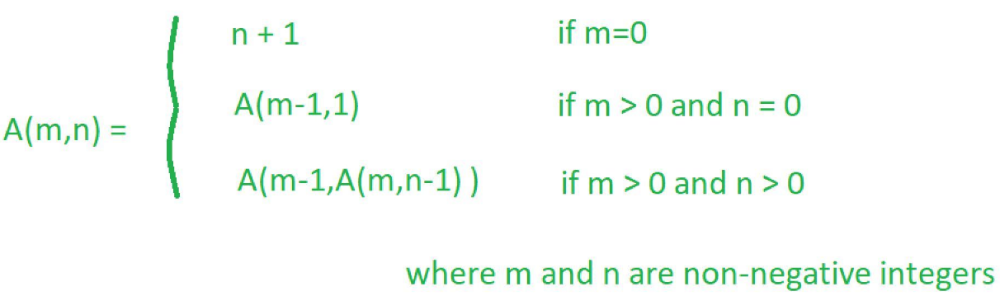 n + 1 if m=0
A(m-1,1) if m > 0 and n = 0
A(m,n) =
A(m-1,A(m,n-1) ) if m > 0 and n > 0
where m and n are non-negative integers